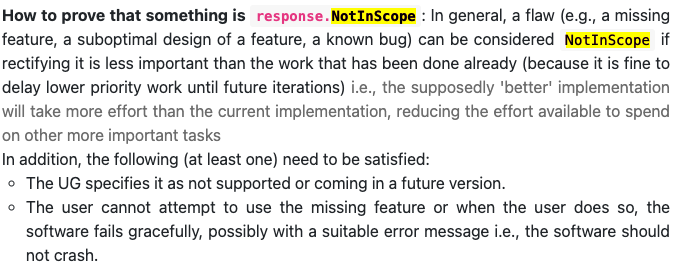 How to prove that something is response.NotInScope : In general, a flaw (e.g., a missing
feature, a suboptimal design of a feature, a known bug) can be considered NotInScope if
rectifying it is less important than the work that has been done already (because it is fine to
delay lower priority work until future iterations) i.e., the supposedly 'better' implementation
will take more effort than the current implementation, reducing the effort available to spend
on other more important tasks
In addition, the following (at least one) need to be satisfied:
○ The UG specifies it as not supported or coming in a future version.
○ The user cannot attempt to use the missing feature or when the user does so, the
software fails gracefully, possibly with a suitable error message i.e., the software should
not crash.